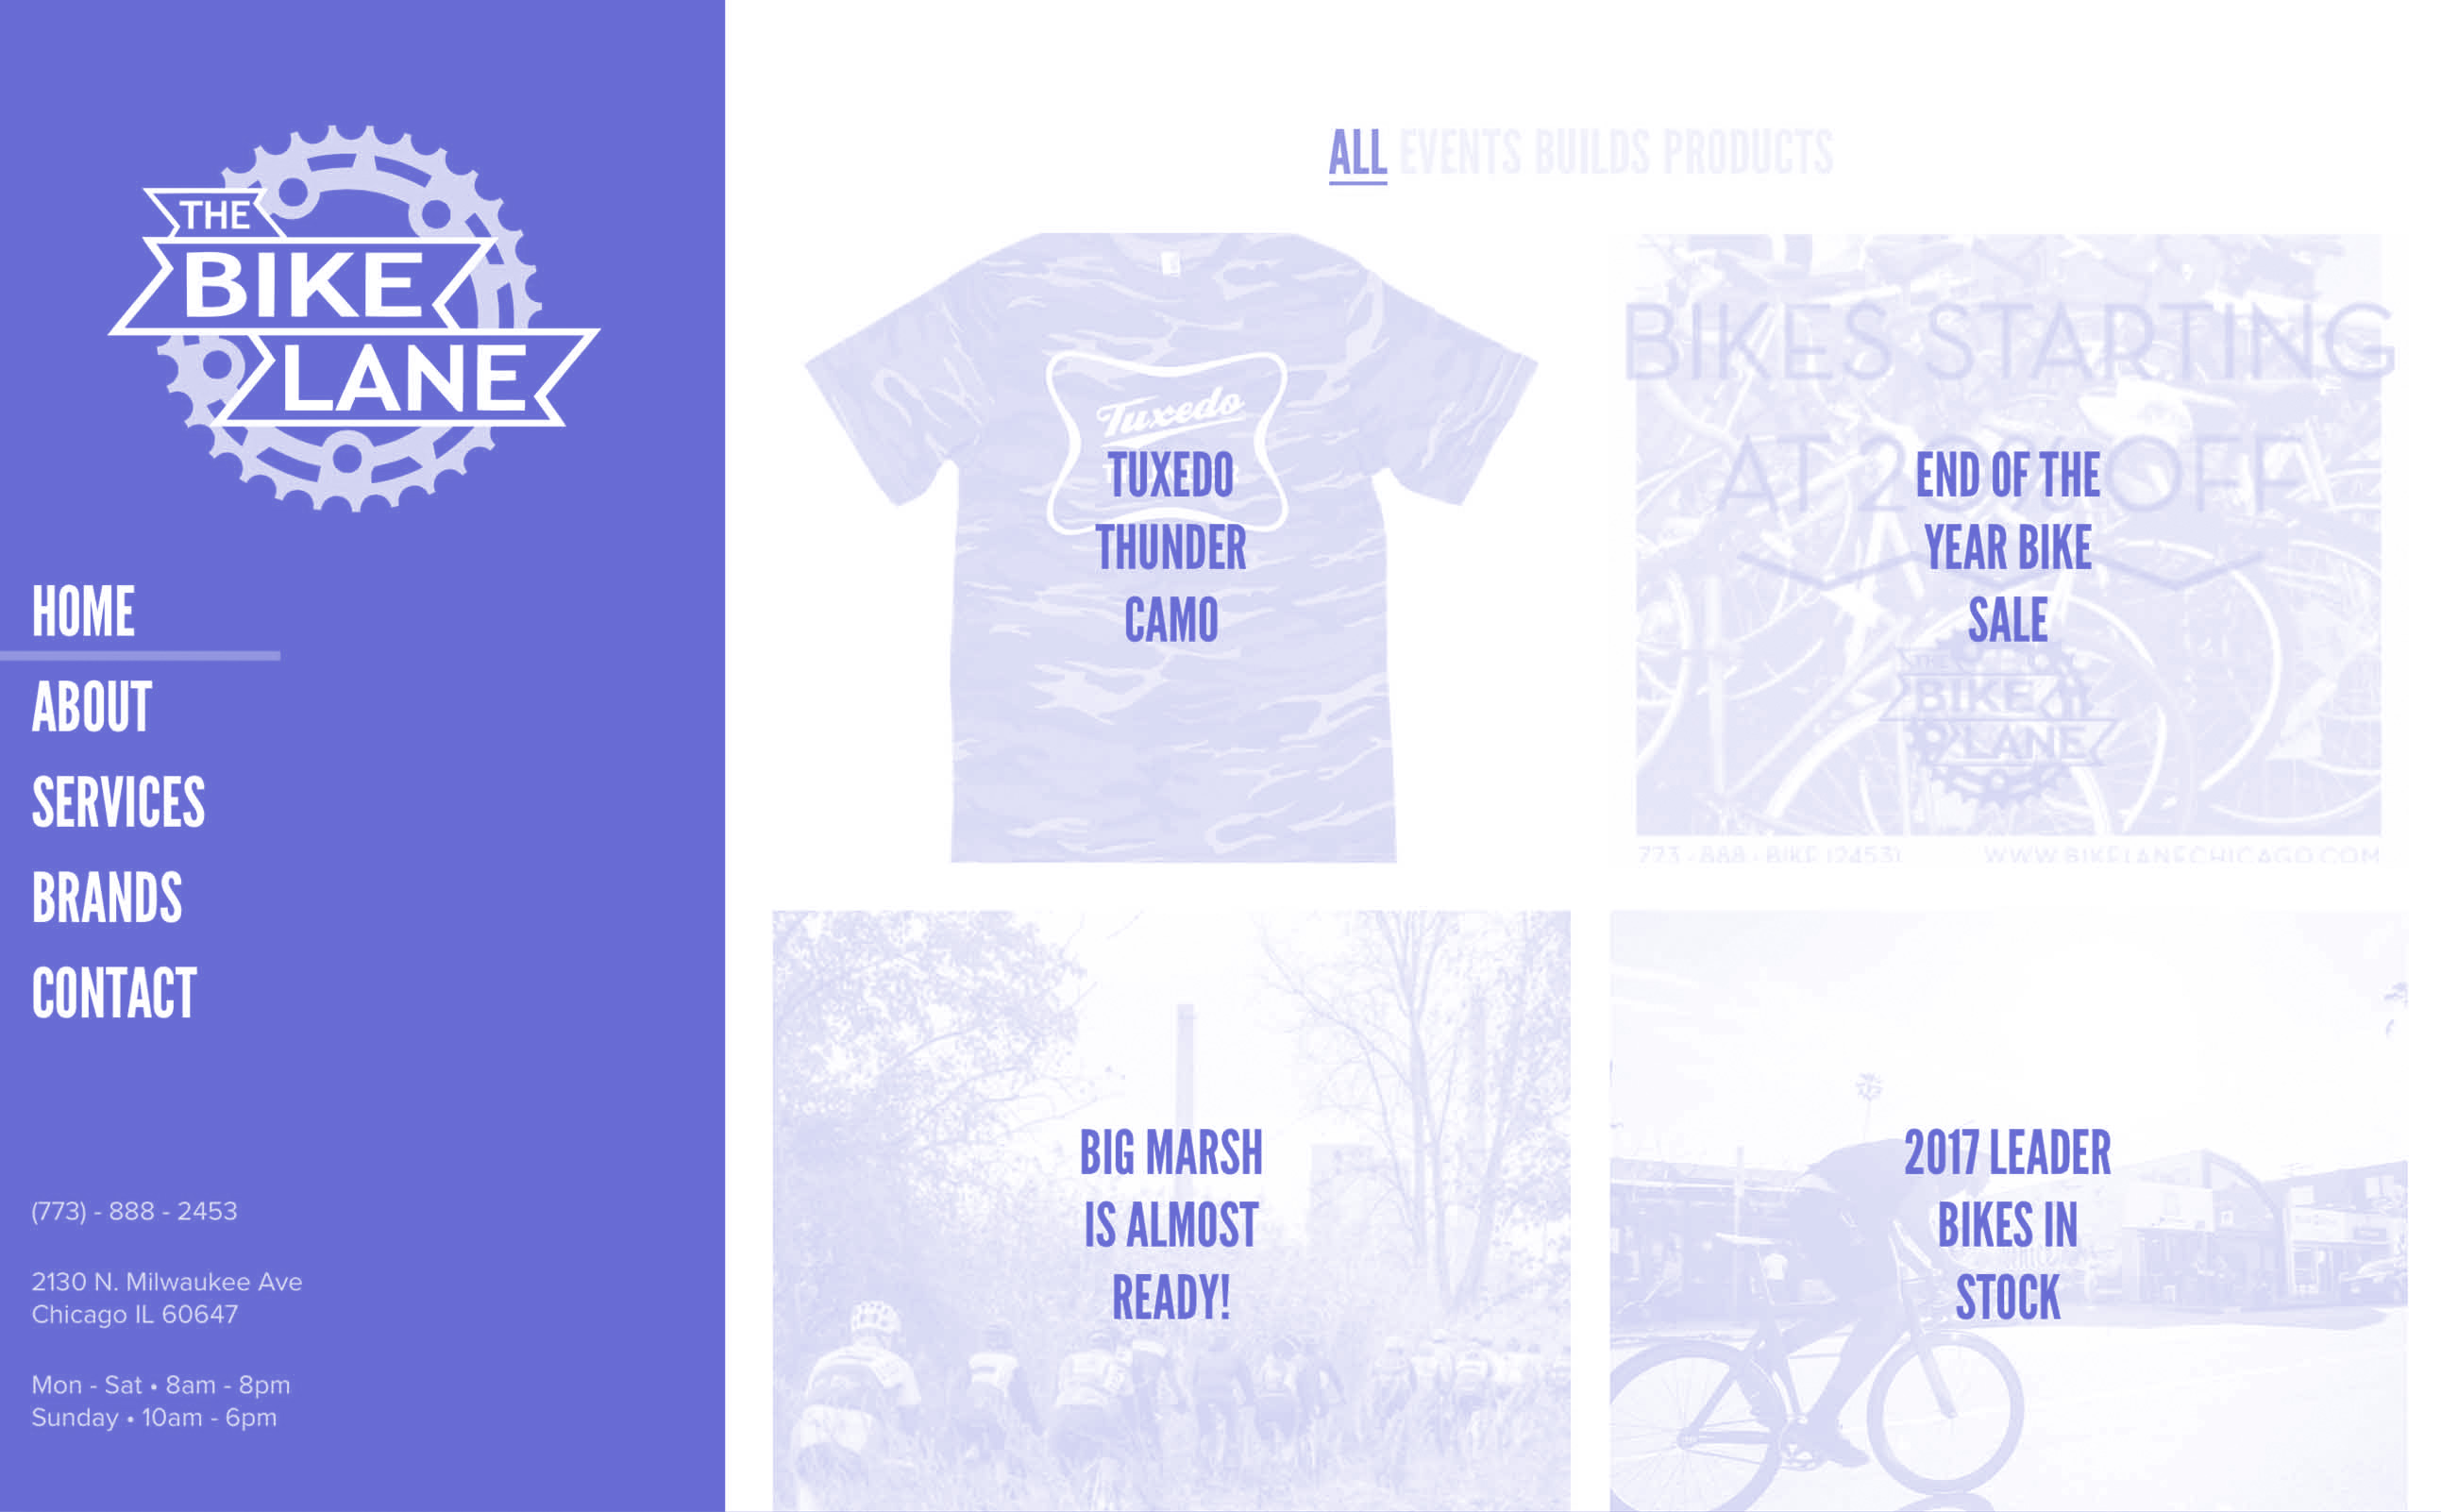 THE
BIKE
LANE
HOME
ABOUT
SERVICES
BRANDS
CONTACT
(773) - 888 - 2453
2130 N. Milwaukee Ave
Chicago IL 60647
Mon - Sat • 8am - 8pm
Sunday • 10am - 6pm
ALL EVENTS BUILDS PRODUCTS
Tuxedo
TUXEDO
THUNDER
CAMO
BIKES STARTING
AT 20% OFF
END OF THE
YEAR BIKE
SALE
THE
BIKE
LANE
773 - 888 - BIKE (2453) WWW.BIKELANECHICAGO.COM
BIG MARSH
IS ALMOST
READY!
2017 LEADER
BIKES IN
STOCK